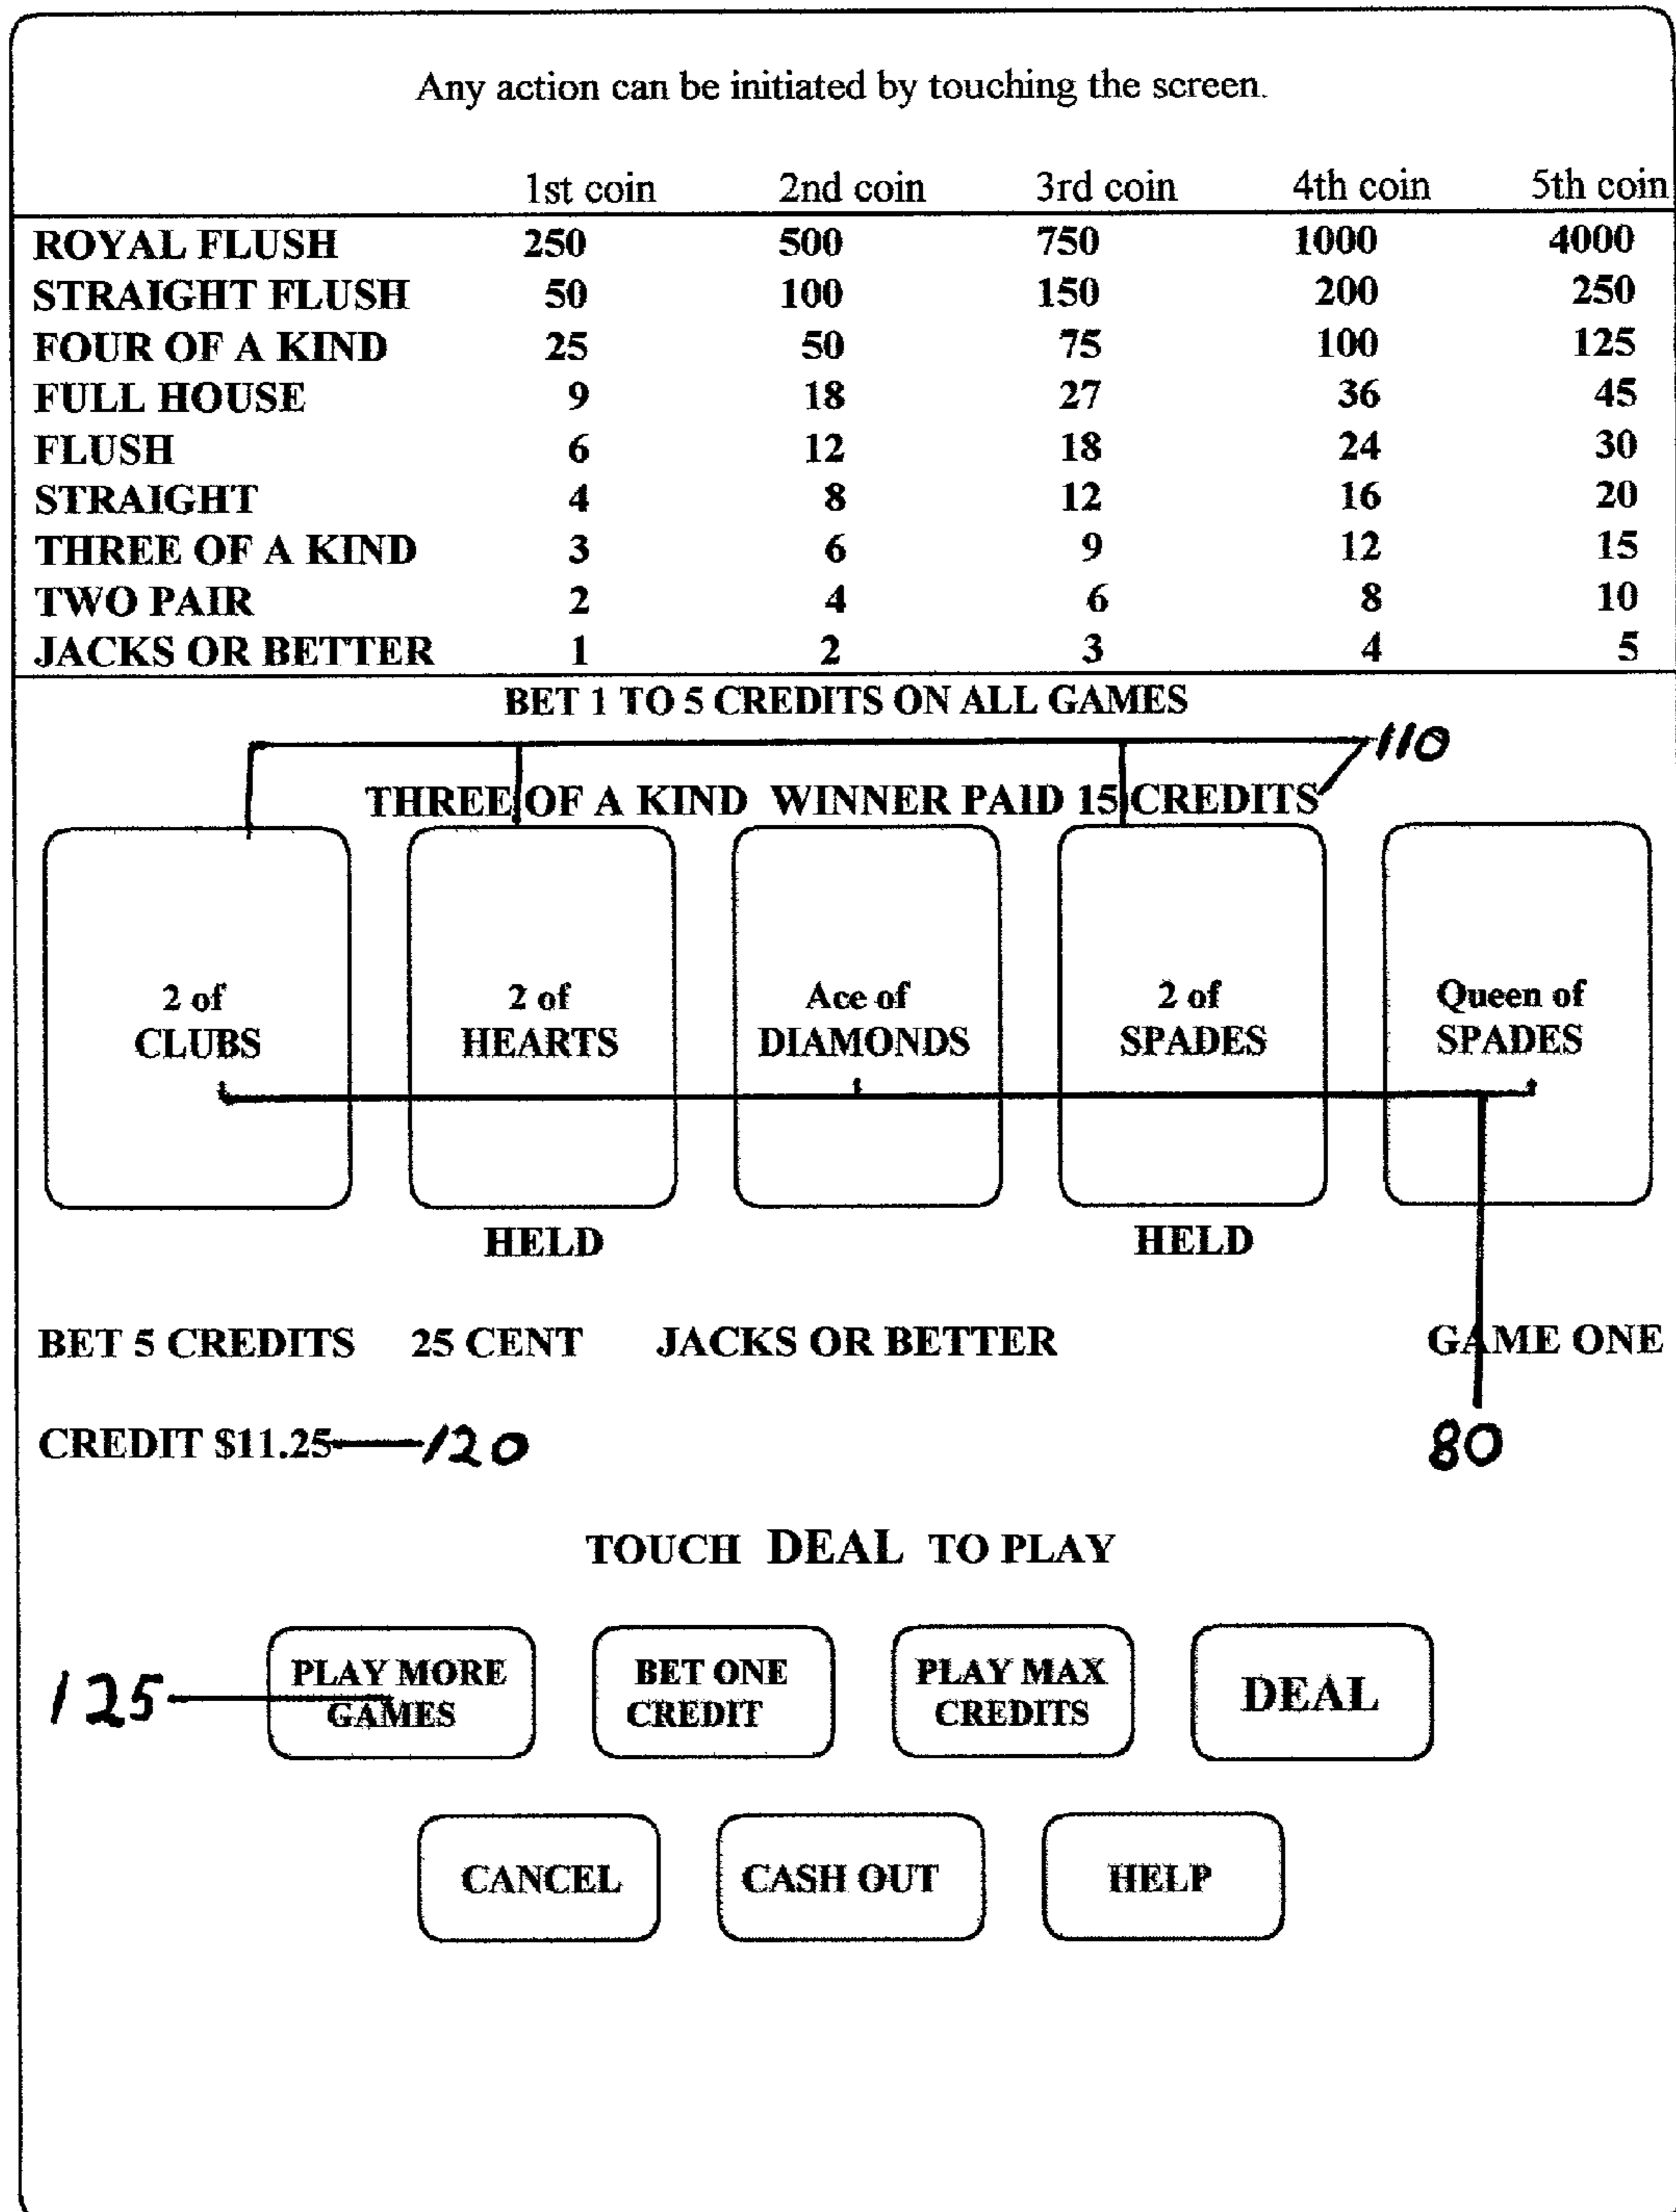 Any action can be initiated by touching the screen.
1st coin 2nd coin 3rd coin 4th coin 5th coin
ROYAL FLUSH 250 500 750 1000 4000
STRAIGHT FLUSH 50 100 150 200 250
FOUR OF A KIND 25 50 75 100 125
FULL HOUSE 9 18 27 36 45
FLUSH 6 12 18 24 30
STRAIGHT 4 8 12 16 20
THREE OF A KIND 3 6 9 12 15
TWO PAIR 2 4 6 8 10
JACKS OR BETTER 1 2 3 4 5
BET 1 TO 5 CREDITS ON ALL GAMES
110
THREE OF A KIND WINNER PAID 15 CREDITS
2 of
CLUBS
2 of
HEARTS
Ace of
DIAMONDS
2 of
SPADES
Queen of
SPADES
HELD HELD
BET 5 CREDITS 25 CENT JACKS OR BETTER GAME ONE
CREDIT $11.25 120
80
TOUCH DEAL TO PLAY
125
PLAY MORE
GAMES
BET ONE
CREDIT
PLAY MAX
CREDITS
DEAL
CANCEL CASH OUT HELP